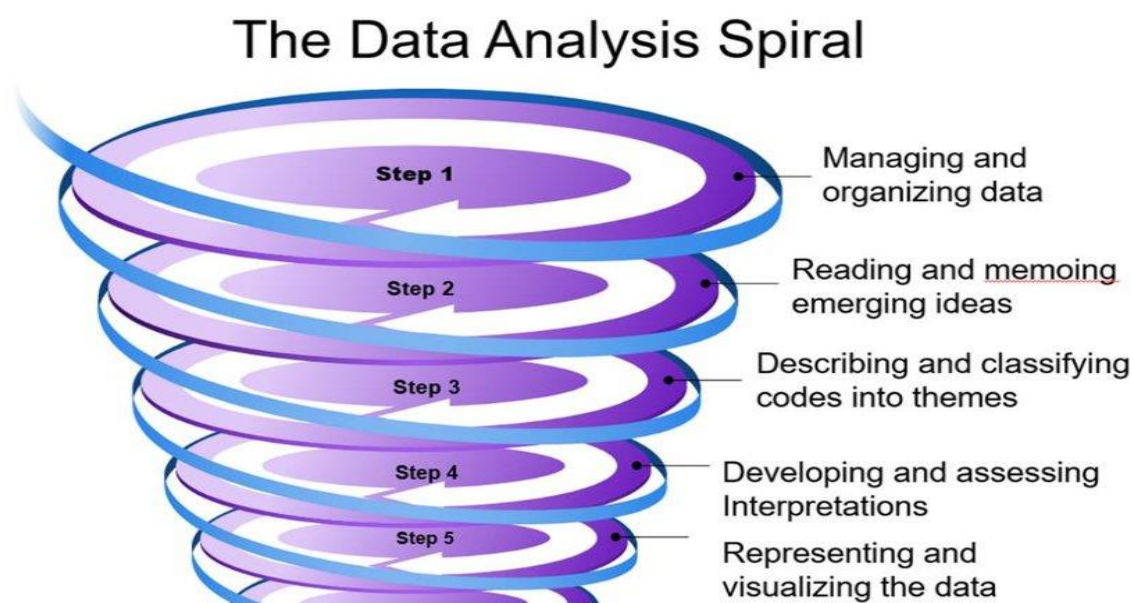 The Data Analysis Spiral
Step 1
Managing and
organizing data
Step 2
Reading and memoing
emerging ideas
Step 3
Describing and classifying
codes into themes
Step 4
Developing and assessing
Interpretations
Step 5
Representing and
visualizing the data